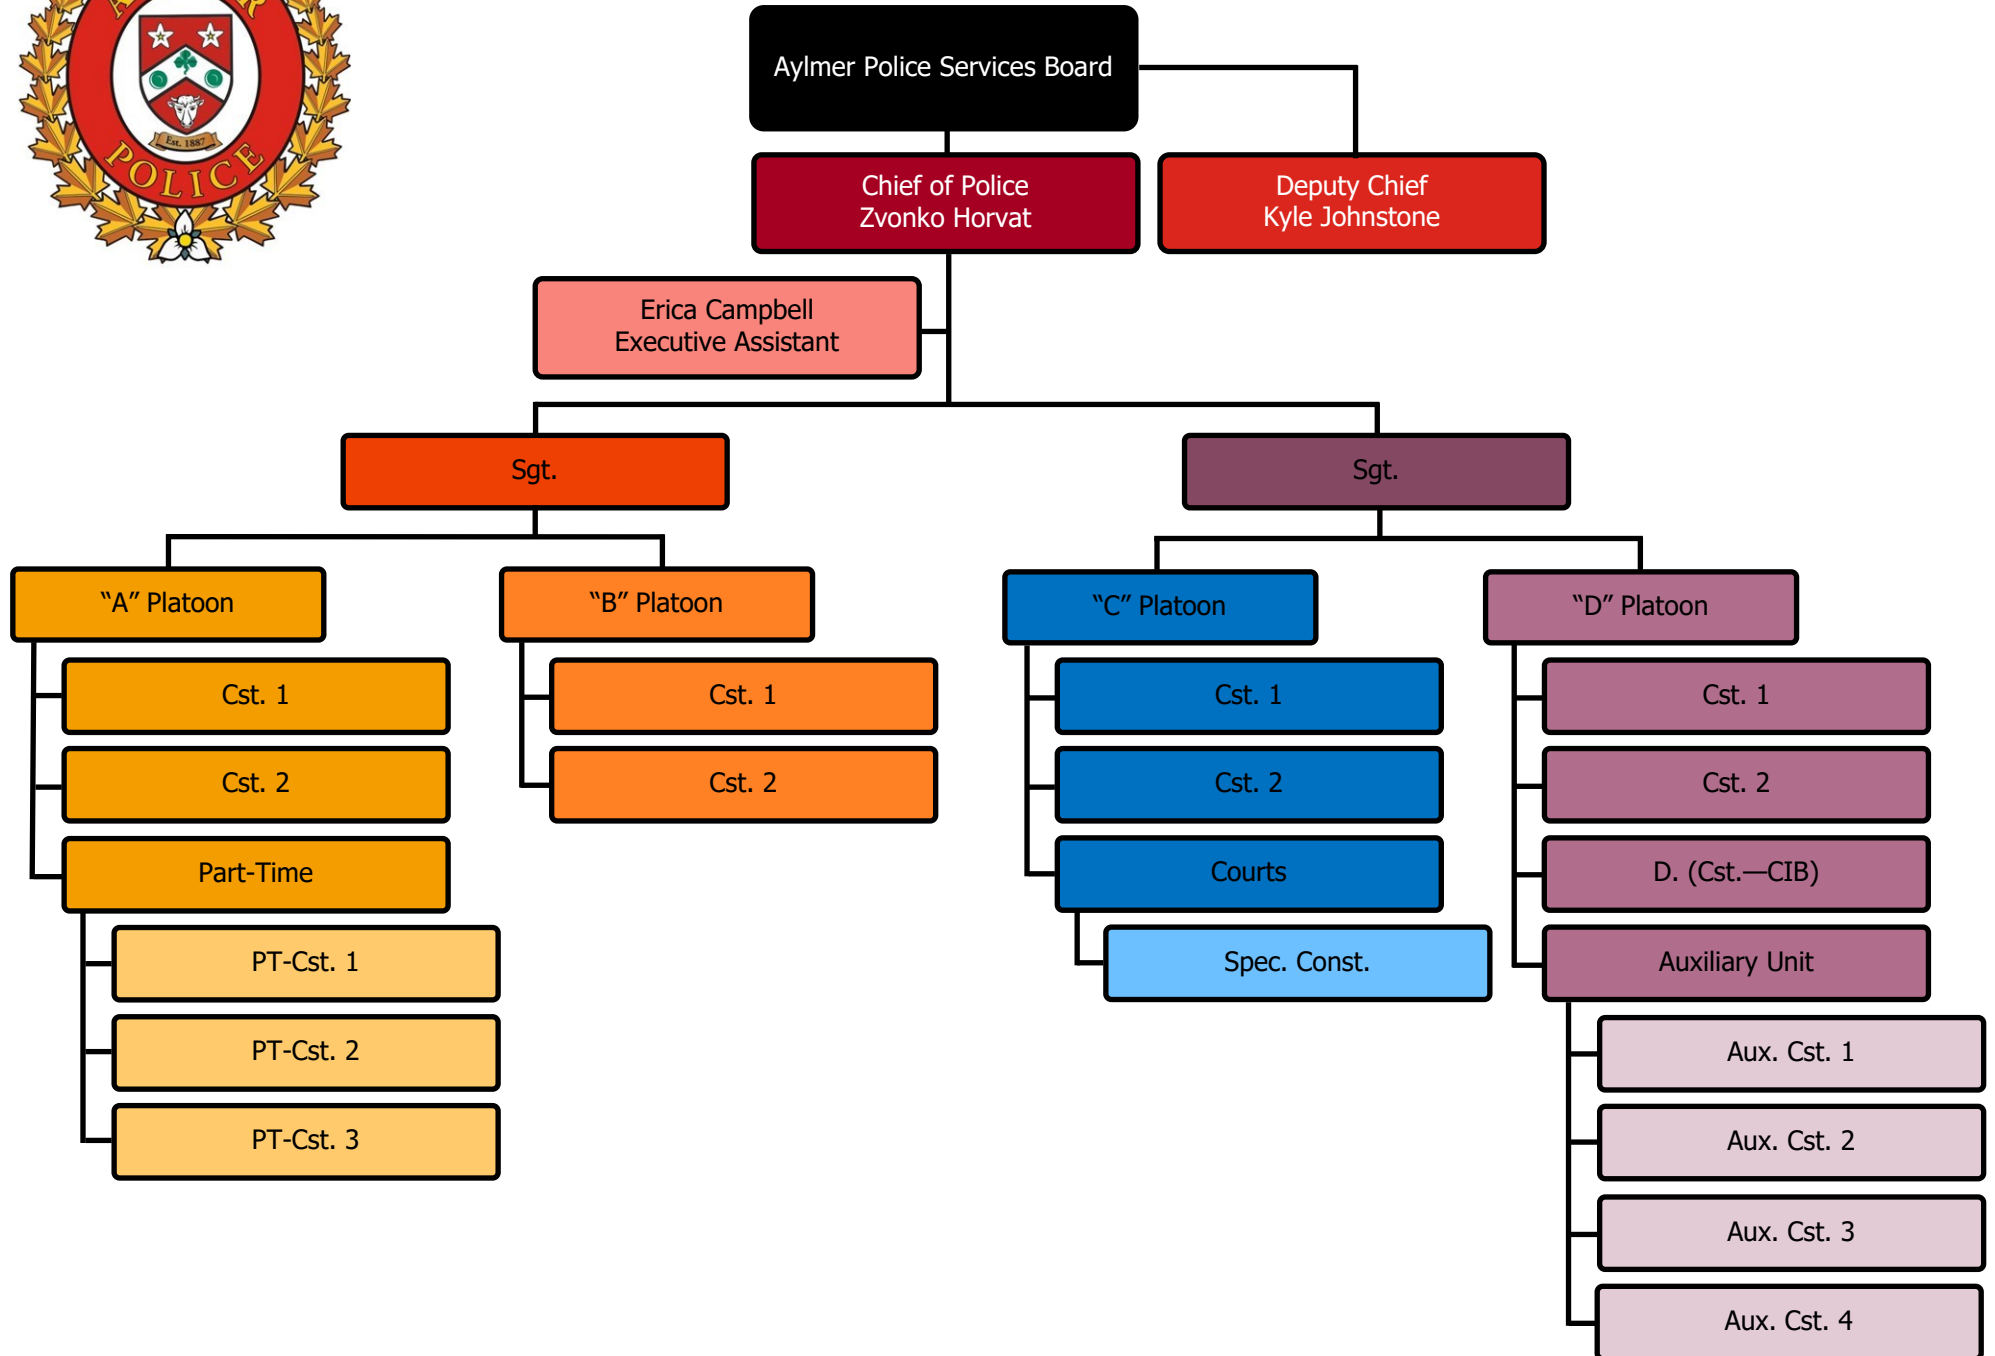 POLICE
Est. 1887
Aylmer Police Services Board
Chief of Police
Zvonko Horvat
Deputy Chief
Kyle Johnstone
Erica Campbell
Executive Assistant
Sgt.
Sgt.
“A” Platoon
Cst. 1
Cst. 2
Part-Time
PT-Cst. 1
PT-Cst. 2
PT-Cst. 3
“B” Platoon
Cst. 1
Cst. 2
“C” Platoon
Cst. 1
Cst. 2
Courts
Spec. Const.
“D” Platoon
Cst. 1
Cst. 2
D. (Cst.—CIB)
Auxiliary Unit
Aux. Cst. 1
Aux. Cst. 2
Aux. Cst. 3
Aux. Cst. 4